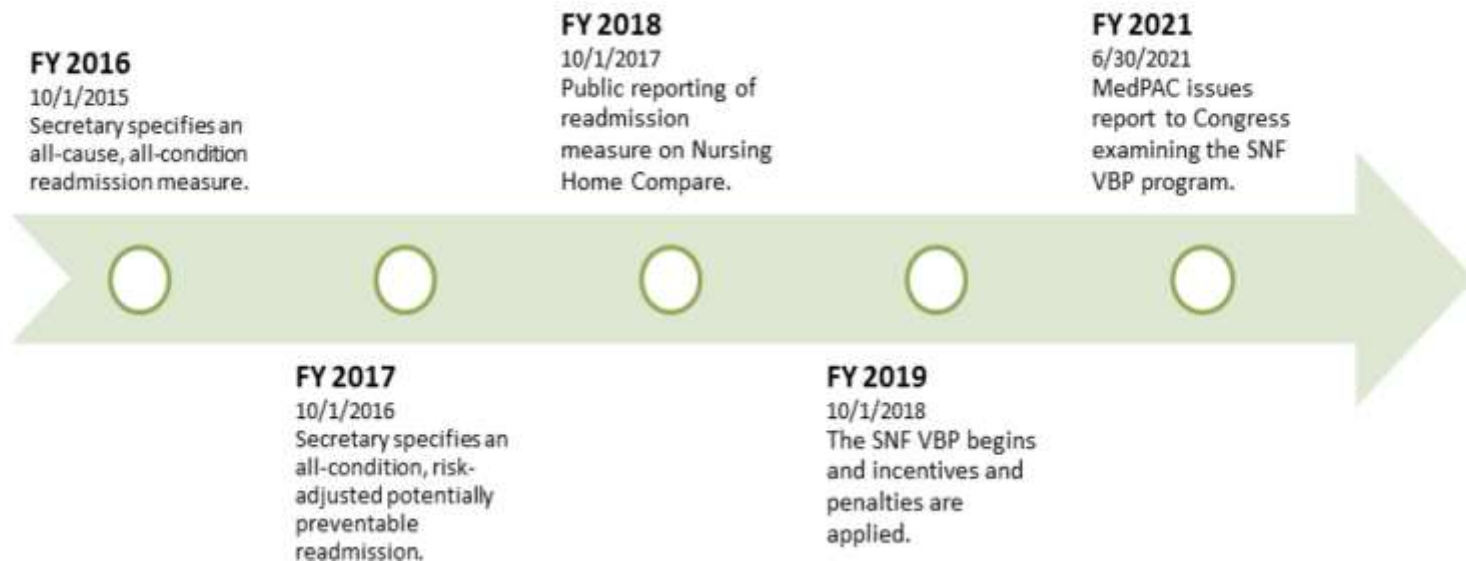 FY 2016
10/1/2015
Secretary specifies an
all-cause, all-condition
readmission measure.
FY 2017
10/1/2016
Secretary specifies an
all-condition, risk-
adjusted potentially
preventable
readmission.
FY 2018
10/1/2017
Public reporting of
readmission
measure on Nursing
Home Compare.
FY 2019
10/1/2018
The SNF VBP begins
and incentives and
penalties are
applied.
FY 2021
6/30/2021
MedPAC issues
report to Congress
examining the SNF
VBP program.